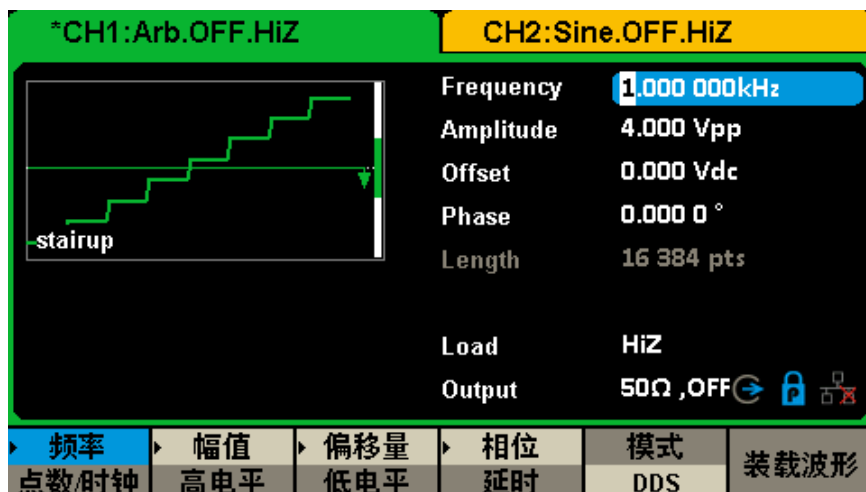 *CH1:Arb.OFF.HiZ CH2:Sine.OFF.HiZ
Frequency 1.000 000kHz
Amplitude 4.000 Vpp
Offset 0.000 Vdc
Phase 0.000 0 °
stairup
Length 16 384 pts
Load HiZ
Output 50Ω ,OFF P
频率 幅值 偏移量 相位 模式 装载波形
点数/时钟 高电平 低电平 延时 DDS